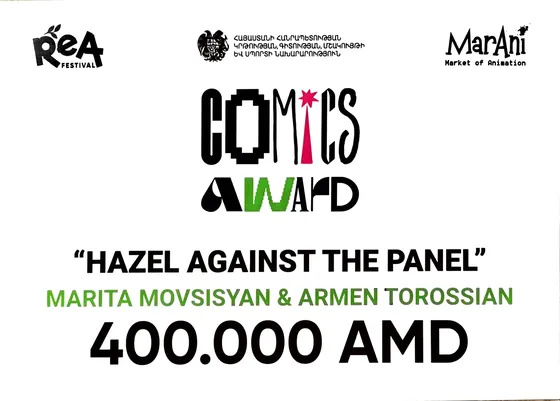 ReA
FESTIVAL
ՀԱՅԱՍՏԱՆԻ ՀԱՆՐԱՊԵՏՈՒԹՅԱՆ
ԿՐԹՈՒԹՅԱՆ, ԳԻՏՈՒԹՅԱՆ, ՄՇԱԿՈՒՅԹԻ
ԵՎ ՍՊՈՐՏԻ ՆԱԽԱՐԱՐՈՒԹՅՈՒՆ
MarAni
Market of Animation
COMiCS
AWArD
“HAZEL AGAINST THE PANEL”
MARITA MOVSISYAN & ARMEN TOROSSIAN
400.000 AMD